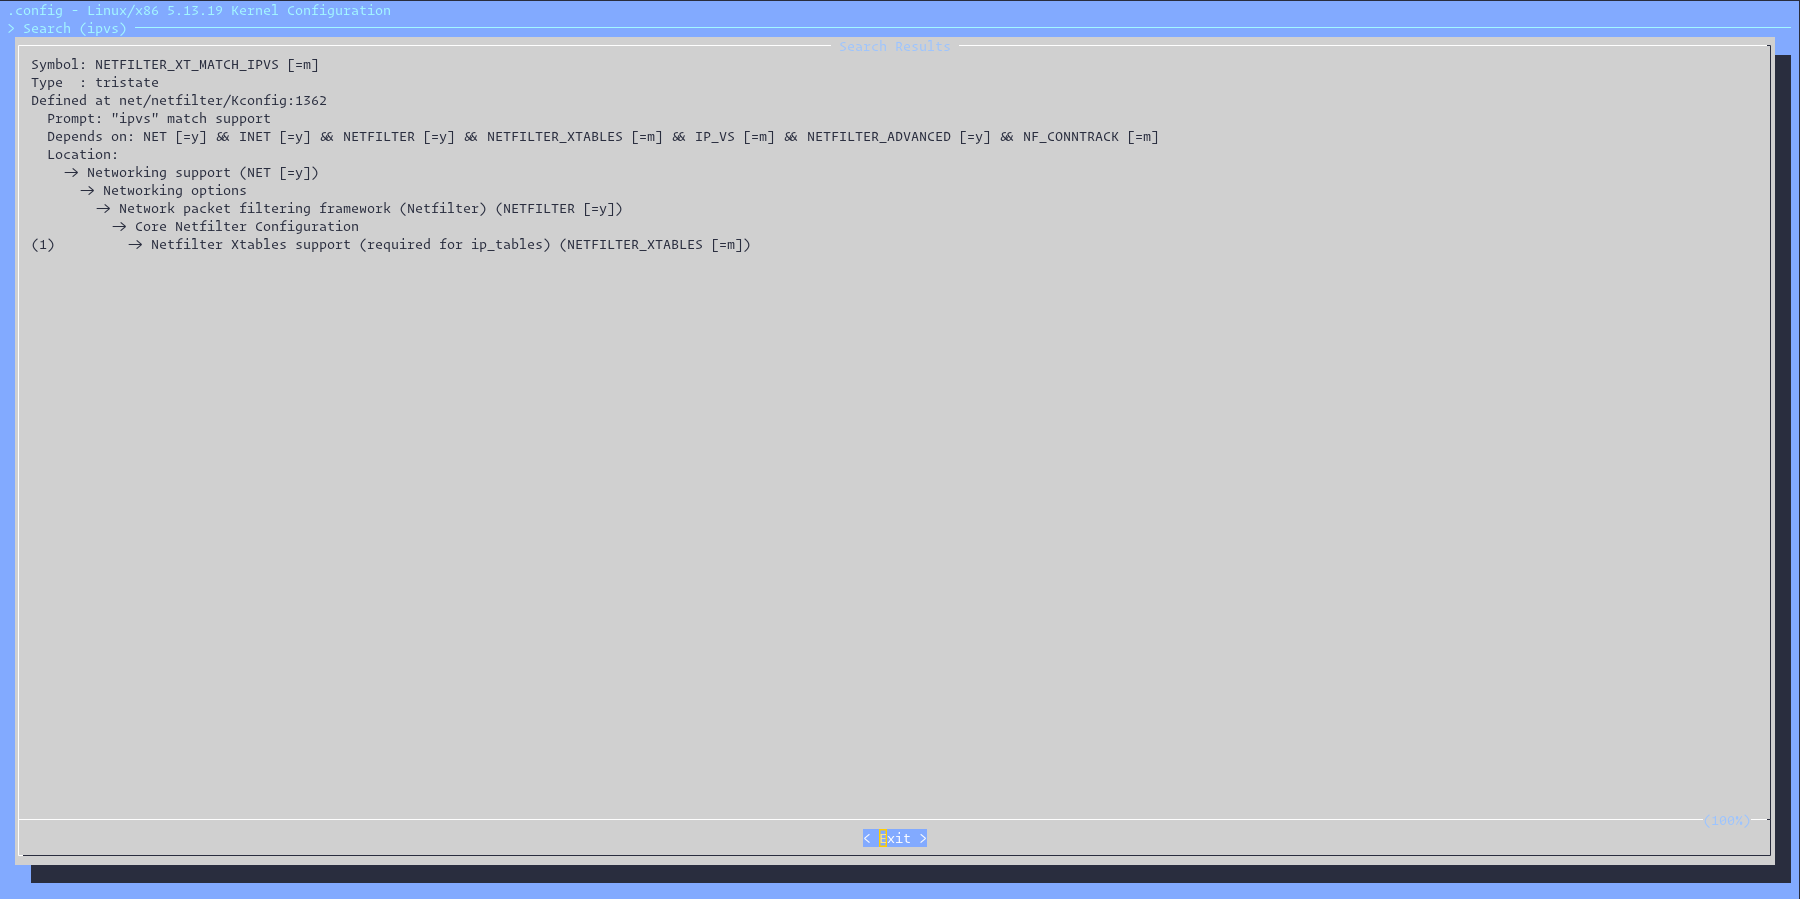 .config - Linux/x86 5.13.19 Kernel Configuration
> Search (ipvs)
Search Results
Symbol: NETFILTER_XT_MATCH_IPVS [=m]
Type  : tristate
Defined at net/netfilter/Kconfig:1362
  Prompt: "ipvs" match support
  Depends on: NET [=y] && INET [=y] && NETFILTER [=y] && NETFILTER_XTABLES [=m] && IP_VS [=m] && NETFILTER_ADVANCED [=y] && NF_CONNTRACK [=m]
  Location:
    -> Networking support (NET [=y])
      -> Networking options
        -> Network packet filtering framework (Netfilter) (NETFILTER [=y])
          -> Core Netfilter Configuration
(1)         -> Netfilter Xtables support (required for ip_tables) (NETFILTER_XTABLES [=m])
(100%)
< Exit >